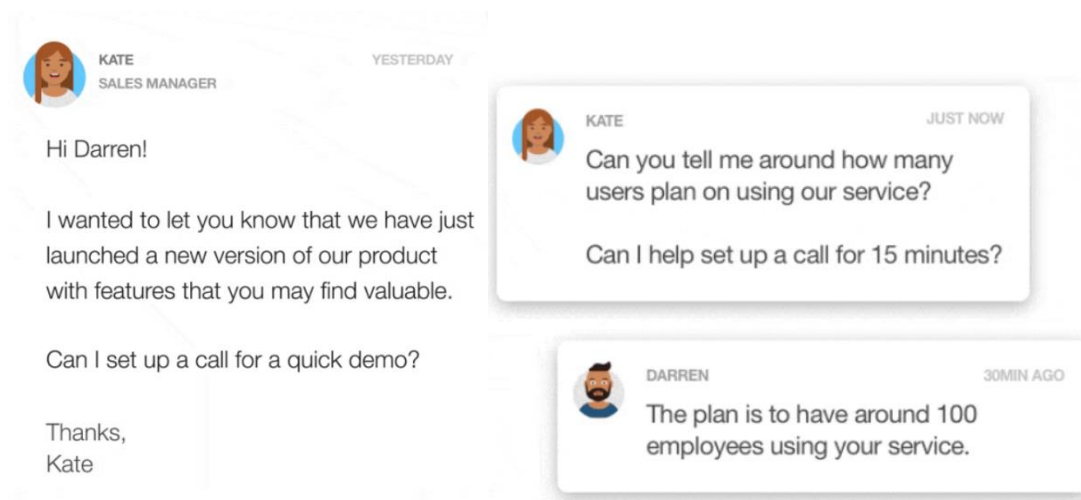 KATE
YESTERDAY
SALES MANAGER
Hi Darren!
I wanted to let you know that we have just
launched a new version of our product
with features that you may find valuable.
Can I set up a call for a quick demo?
Thanks,
Kate
KATE
JUST NOW
Can you tell me around how many
users plan on using our service?
Can I help set up a call for 15 minutes?
DARREN
30MIN AGO
The plan is to have around 100
employees using your service.